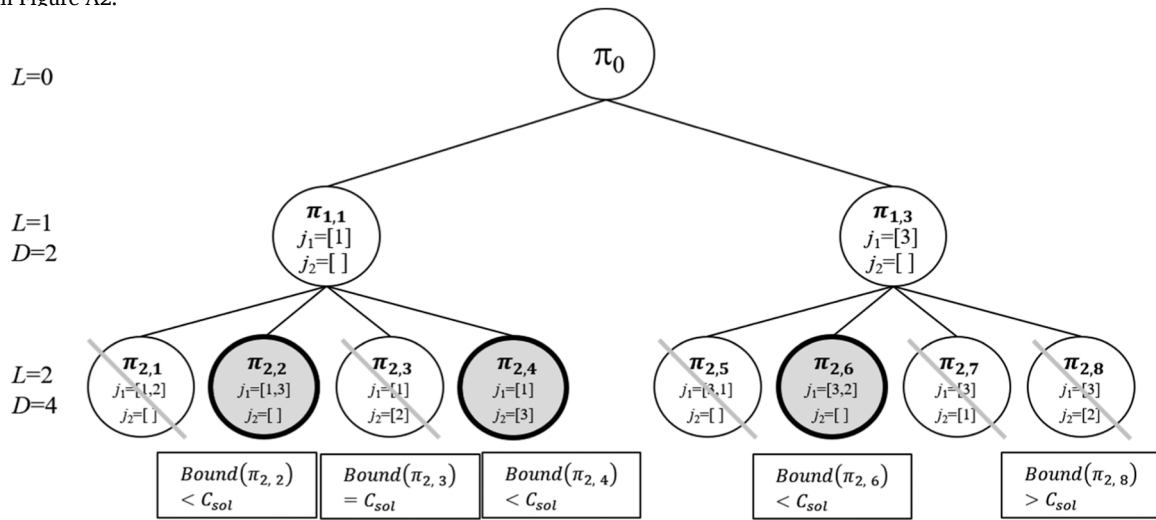 n Figure A2.
π₀
L=0
L=1
D=2
π₁,₁
j₁=[1]
j₂=[ ]
π₁,₃
j₁=[3]
j₂=[ ]
L=2
D=4
π₂,₁
j₁=[1,2]
j₂=[ ]
π₂,₂
j₁=[1,3]
j₂=[ ]
π₂,₃
j₁=[1]
j₂=[2]
π₂,₄
j₁=[1]
j₂=[3]
π₂,₅
j₁=[3,1]
j₂=[ ]
π₂,₆
j₁=[3,2]
j₂=[ ]
π₂,₇
j₁=[3]
j₂=[1]
π₂,₈
j₁=[3]
j₂=[2]
Bound(π₂, ₂)
< Cₛₒₗ
Bound(π₂, ₃)
= Cₛₒₗ
Bound(π₂, ₄)
< Cₛₒₗ
Bound(π₂, ₆)
< Cₛₒₗ
Bound(π₂, ₈)
> Cₛₒₗ